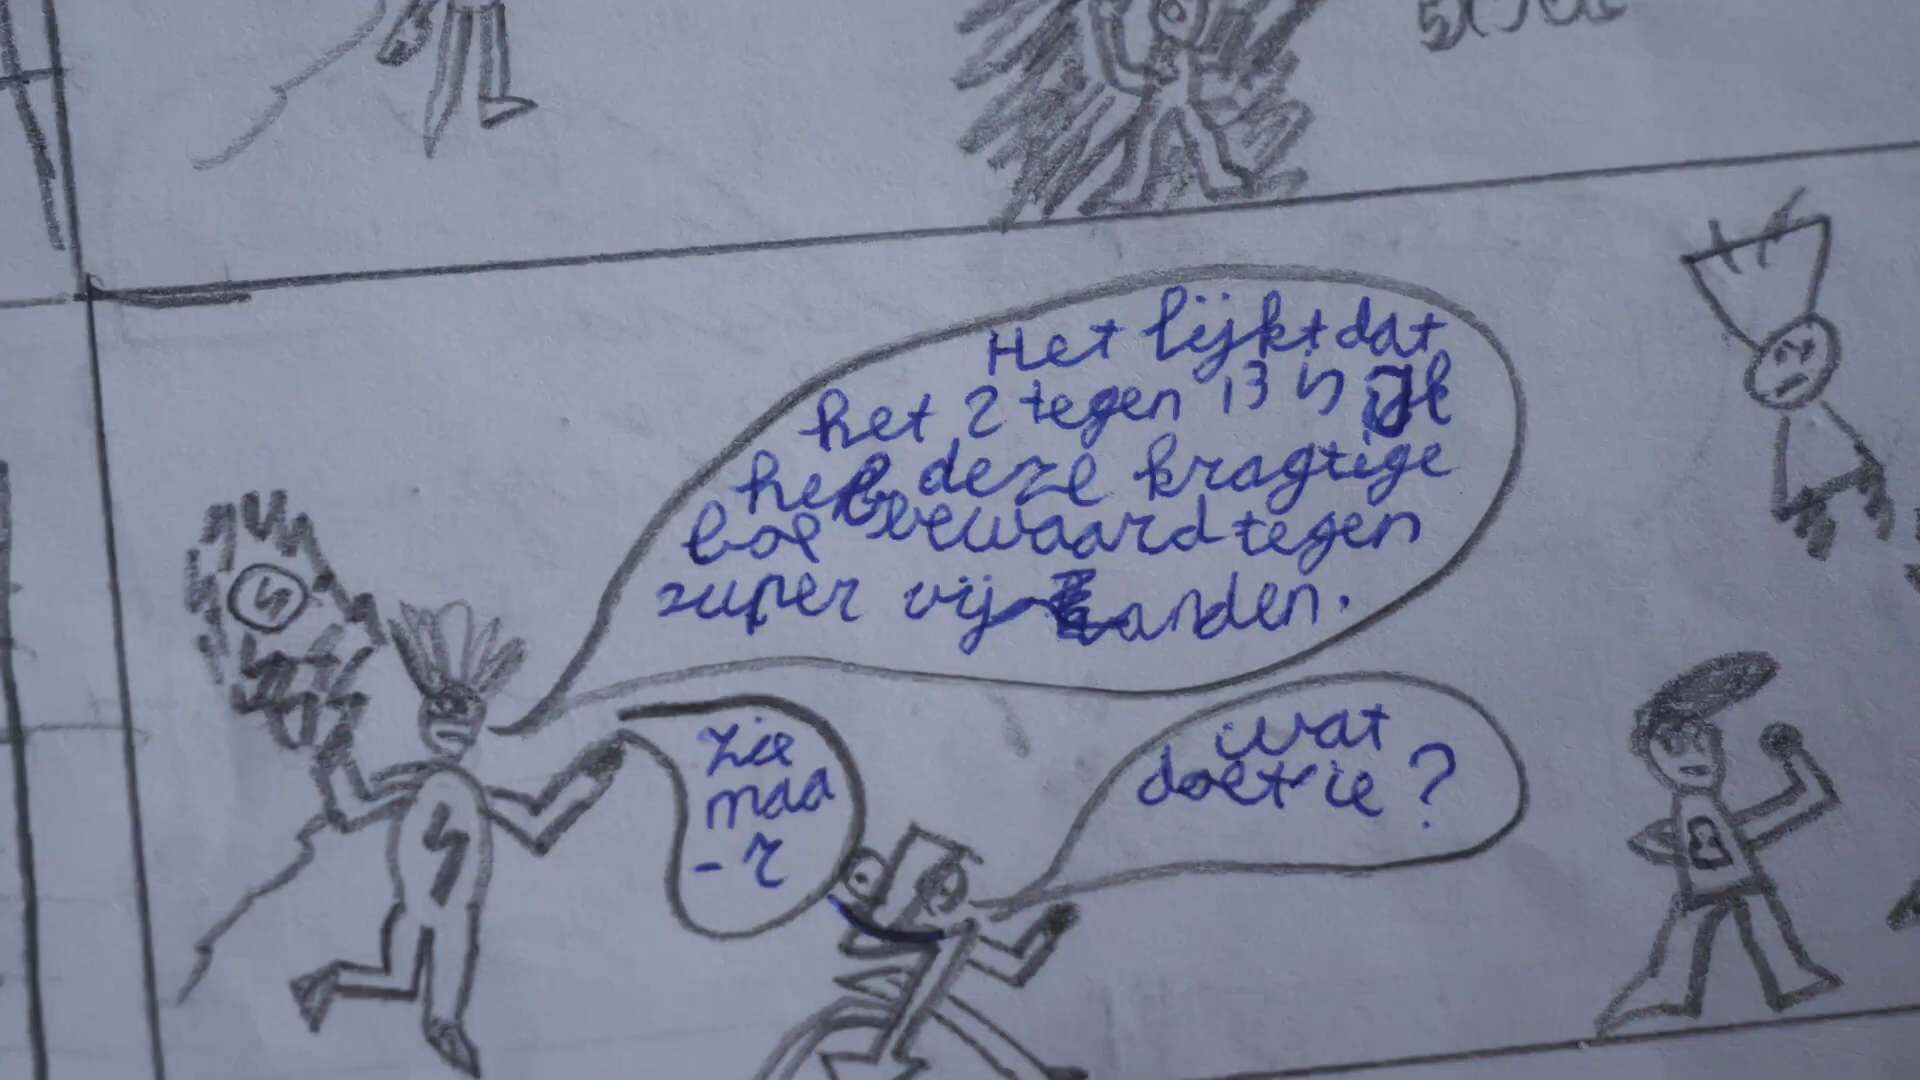 Het lijkt dat
het 2 tegen 13 is Ik
heb deze kragtige
bol bewaard tegen
super vijanden.
Zie
maa
-r
wat
doet ie ?